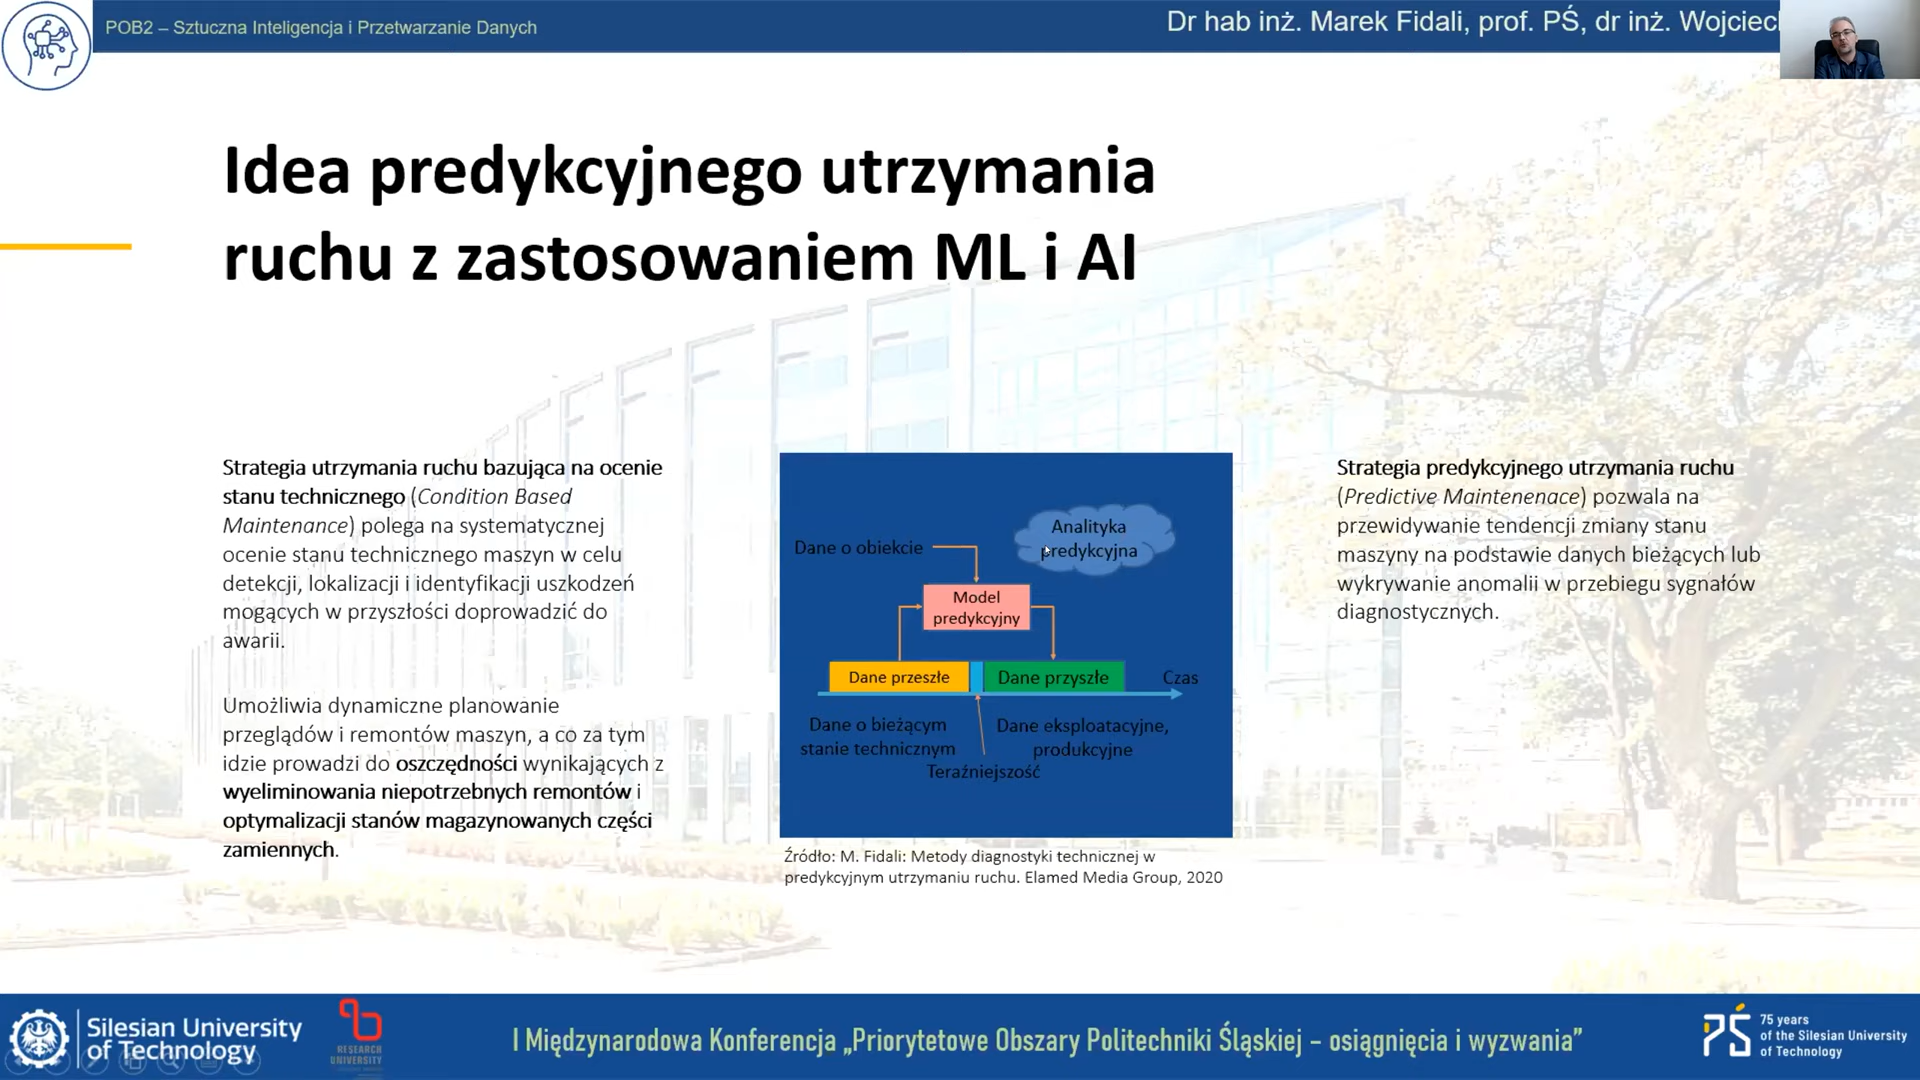 POB2 – Sztuczna Inteligencja i Przetwarzanie Danych
Dr hab inż. Marek Fidali, prof. PŚ, dr inż. Wojciech
Idea predykcyjnego utrzymania
ruchu z zastosowaniem ML i AI
Strategia utrzymania ruchu bazująca na ocenie
stanu technicznego (Condition Based
Maintenance) polega na systematycznej
ocenie stanu technicznego maszyn w celu
detekcji, lokalizacji i identyfikacji uszkodzeń
mogących w przyszłości doprowadzić do
awarii.
Umożliwia dynamiczne planowanie
przeglądów i remontów maszyn, a co za tym
idzie prowadzi do oszczędności wynikających z
wyeliminowania niepotrzebnych remontów i
optymalizacji stanów magazynowanych części
zamiennych.
Analityka
predykcyjna
Dane o obiekcie
Model
predykcyjny
Dane przeszłe
Dane przyszłe
Czas
Dane o bieżącym
stanie technicznym
Dane eksploatacyjne,
produkcyjne
Teraźniejszość
Źródło: M. Fidali: Metody diagnostyki technicznej w
predykcyjnym utrzymaniu ruchu. Elamed Media Group, 2020
Strategia predykcyjnego utrzymania ruchu
(Predictive Maintenenace) pozwala na
przewidywanie tendencji zmiany stanu
maszyny na podstawie danych bieżących lub
wykrywanie anomalii w przebiegu sygnałów
diagnostycznych.
Silesian University
of Technology
RESEARCH
UNIVERSITY
I Międzynarodowa Konferencja „Priorytetowe Obszary Politechniki Śląskiej – osiągnięcia i wyzwania”
PŚ
75 years
of the Silesian University
of Technology